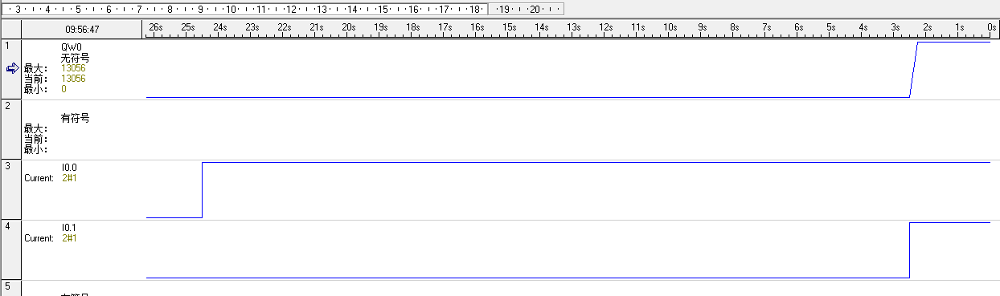 3 4 5 6 7 8 9 10 11 12 13 14 15 16 17 18 19 20
09:56:47 26s 25s 24s 23s 22s 21s 20s 19s 18s 17s 16s 15s 14s 13s 12s 11s 10s 9s 8s 7s 6s 5s 4s 3s 2s 1s 0s
1 QW0
无符号
最大: 13056
当前: 13056
最小: 0
2
有符号
最大:
当前:
最小:
3 I0.0
Current: 2#1
4 I0.1
Current: 2#1
5